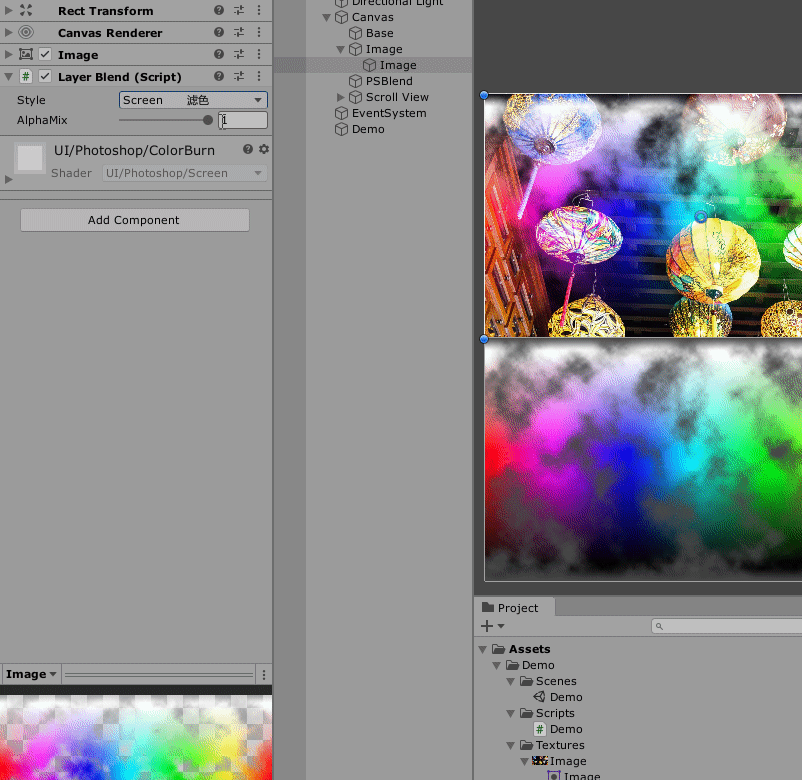 Rect Transform
Canvas Renderer
Image
Layer Blend (Script)
Style
Screen 滤色
AlphaMix
1
UI/Photoshop/ColorBurn
Shader
UI/Photoshop/Screen
Add Component
Image
Directional Light
Canvas
Base
Image
Image
PSBlend
Scroll View
EventSystem
Demo
Project
Assets
Demo
Scenes
Demo
Scripts
Demo
Textures
Image
Image